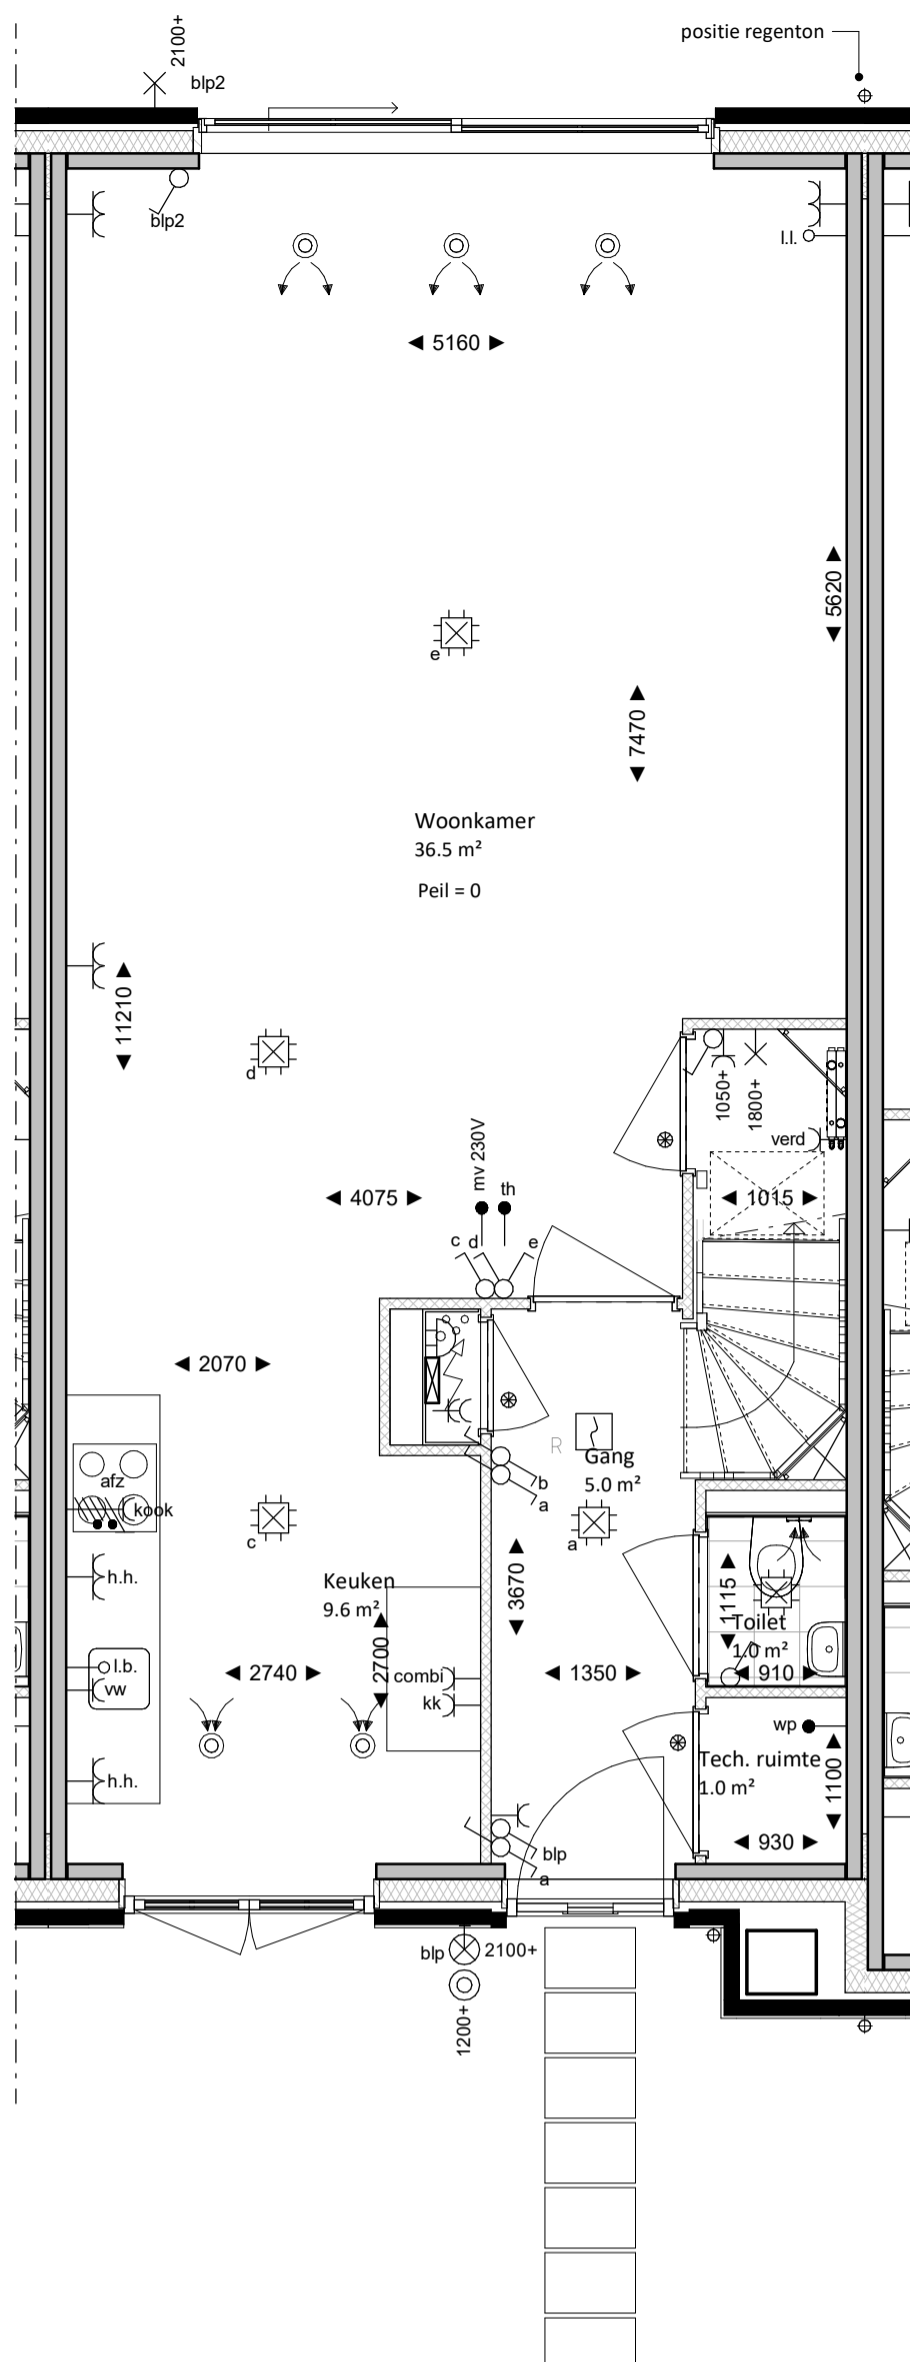 2100+
positie regenton
blp2
blp2
l.l.
5160
5620
e
7470
Woonkamer
36.5 m²
Peil = 0
11210
d
1050+
1800+
mv 230V
verd
th
4075
1015
c
d
e
2070
R
Gang
5.0 m²
afz
b
a
kook
c
a
h.h.
Keuken
9.6 m²
3670
1115
Toilet
1.0 m²
l.b.
vw
2740
2700
combi
kk
1350
910
wp
Tech. ruimte
1.0 m²
1100
h.h.
930
blp
a
blp
2100+
1200+